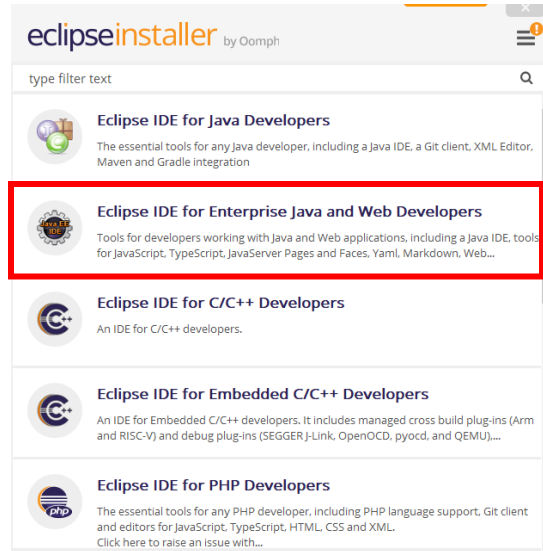 eclipseinstaller by Oomph
type filter text
Eclipse IDE for Java Developers
The essential tools for any Java developer, including a Java IDE, a Git client, XML Editor,
Maven and Gradle integration
Java EE
IDE
Eclipse IDE for Enterprise Java and Web Developers
Tools for developers working with Java and Web applications, including a Java IDE, tools
for JavaScript, TypeScript, JavaServer Pages and Faces, Yaml, Markdown, Web...
C++
Eclipse IDE for C/C++ Developers
An IDE for C/C++ developers.
C++
Eclipse IDE for Embedded C/C++ Developers
An IDE for Embedded C/C++ developers. It includes managed cross build plug-ins (Arm
and RISC-V) and debug plug-ins (SEGGER J-Link, OpenOCD, pyocd, and QEMU),...
php
Eclipse IDE for PHP Developers
The essential tools for any PHP developer, including PHP language support, Git client
and editors for JavaScript, TypeScript, HTML, CSS and XML.
Click here to raise an issue with...